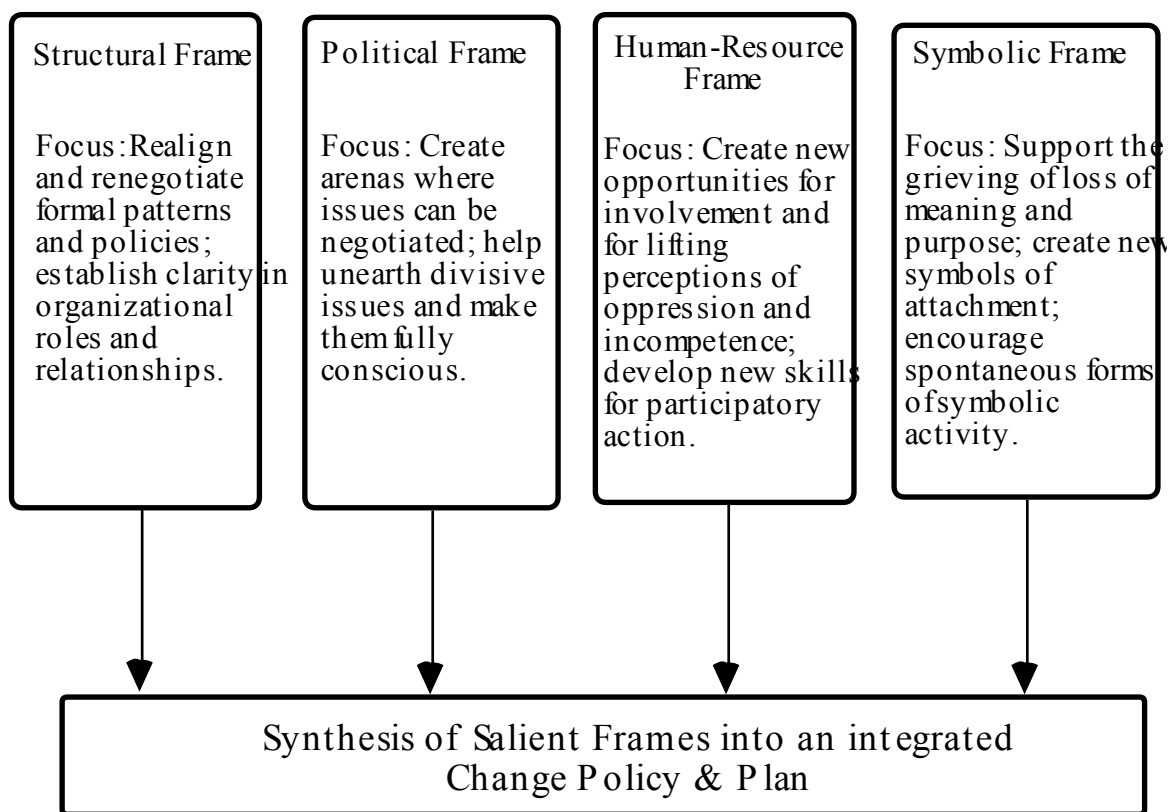 Structural Frame
Focus: Realign
and renegotiate
formal patterns
and policies;
establish clarity in
organizational
roles and
relationships.
Political Frame
Focus: Create
arenas where
issues can be
negotiated; help
unearth divisive
issues and make
them fully
conscious.
Human-Resource
Frame
Focus: Create new
opportunities for
involvement and
for lifting
perceptions of
oppression and
incompetence;
develop new skills
for participatory
action.
Symbolic Frame
Focus: Support the
grieving of loss of
meaning and
purpose; create new
symbols of
attachment;
encourage
spontaneous forms
of symbolic
activity.
Synthesis of Salient Frames into an integrated
Change Policy & Plan